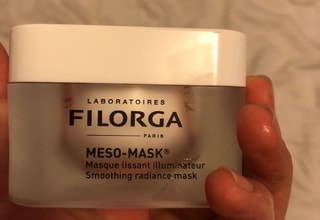 LABORATOIRES
FILORGA
PARIS
MESO-MASK®
Masque lissant illuminateur
Smoothing radiance mask